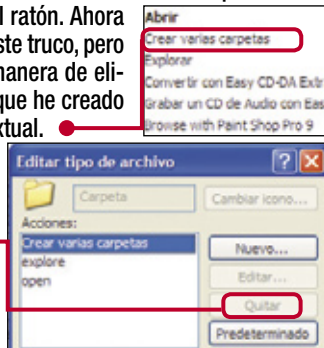 l ratón. Ahora
ste truco, pero
manera de eli-
que he creado
xtual.
Abrir
Crear varias carpetas
Explorar
Convertir con Easy CD-DA Extr
Grabar un CD de Audio con Eas
Browse with Paint Shop Pro 9
Editar tipo de archivo
Carpeta
Cambiar icono...
Acciones:
Crear varias carpetas
explore
open
Nuevo...
Editar...
Quitar
Predeterminado